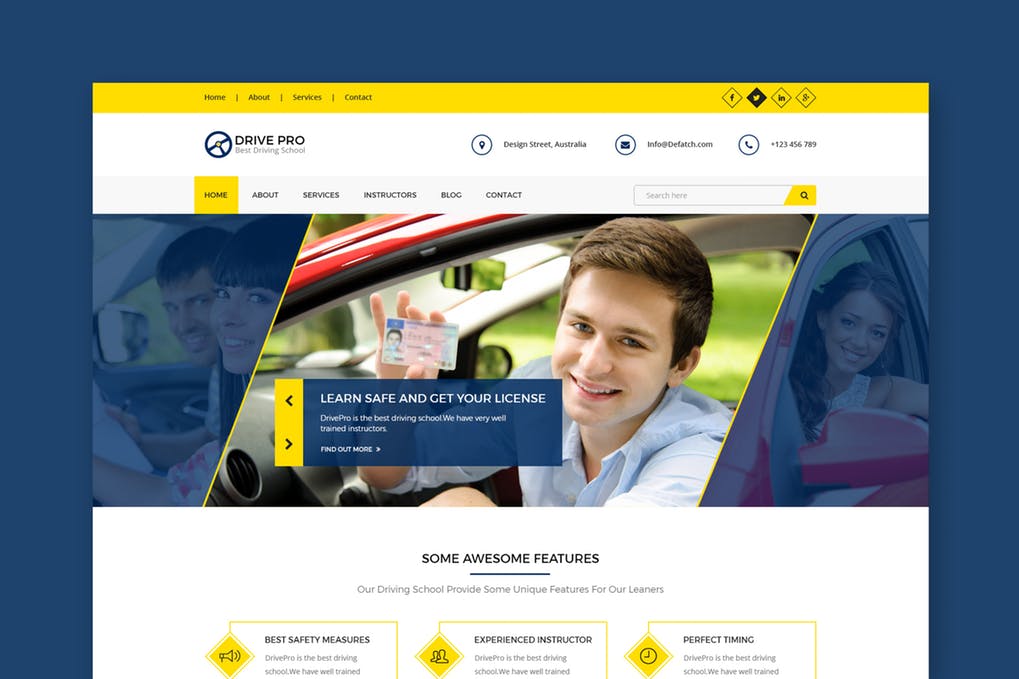 Home | About | Services | Contact
DRIVE PRO
Best Driving School
Design Street, Australia
Info@Defatch.com
+123 456 789
HOME ABOUT SERVICES INSTRUCTORS BLOG CONTACT
Search here
LEARN SAFE AND GET YOUR LICENSE
DrivePro is the best driving school.We have very well
trained instructors.
FIND OUT MORE »
SOME AWESOME FEATURES
Our Driving School Provide Some Unique Features For Our Leaners
BEST SAFETY MEASURES
DrivePro is the best driving
school.We have well trained
EXPERIENCED INSTRUCTOR
DrivePro is the best driving
school.We have well trained
PERFECT TIMING
DrivePro is the best driving
school.We have well trained